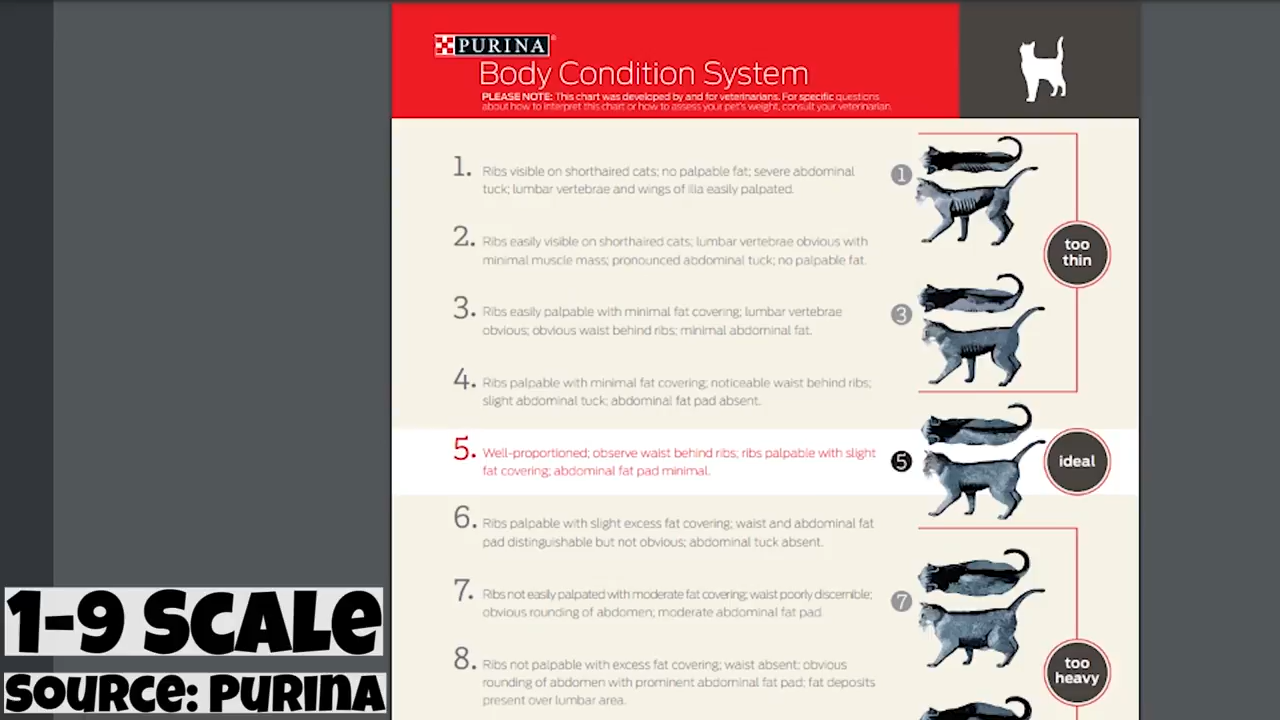 PURINA
Body Condition System
PLEASE NOTE: This chart was developed by and for veterinarians. For specific questions
about how to interpret this chart or how to assess your pet's weight, consult your veterinarian.
1. Ribs visible on shorthaired cats; no palpable fat; severe abdominal
tuck; lumbar vertebrae and wings of ilia easily palpated.
1
2. Ribs easily visible on shorthaired cats; lumbar vertebrae obvious with
minimal muscle mass; pronounced abdominal tuck; no palpable fat.
too
thin
3. Ribs easily palpable with minimal fat covering; lumbar vertebrae
obvious; obvious waist behind ribs; minimal abdominal fat.
3
4. Ribs palpable with minimal fat covering; noticeable waist behind ribs;
slight abdominal tuck; abdominal fat pad absent.
5. Well-proportioned; observe waist behind ribs; ribs palpable with slight
fat covering; abdominal fat pad minimal.
5
ideal
6. Ribs palpable with slight excess fat covering; waist and abdominal fat
pad distinguishable but not obvious; abdominal tuck absent.
7. Ribs not easily palpated with moderate fat covering; waist poorly discernible;
obvious rounding of abdomen; moderate abdominal fat pad
7
8. Ribs not palpable with excess fat covering; waist absent; obvious
rounding of abdomen with prominent abdominal fat pad; fat deposits
present over lumbar area.
too
heavy
1-9 SCALE
SOURCE: PURINA